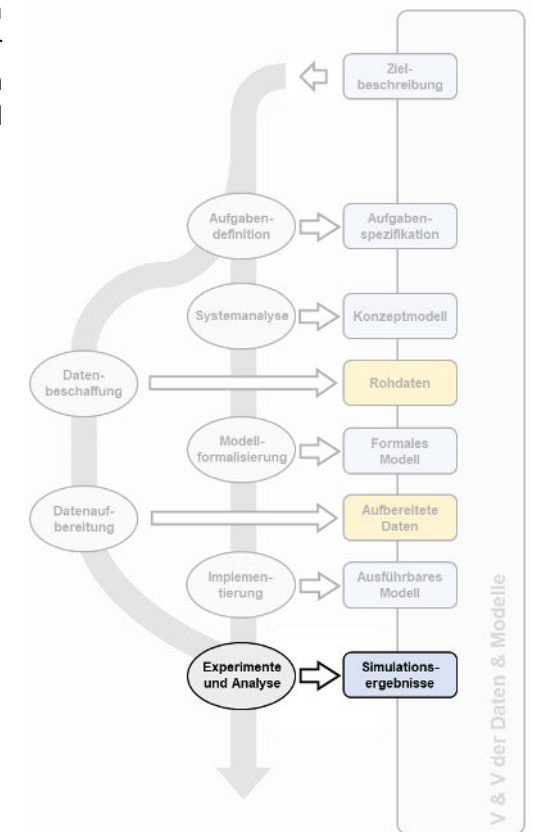 Ziel-
beschreibung
Aufgaben-
definition
Aufgaben-
spezifikation
Systemanalyse
Konzeptmodell
Daten-
beschaffung
Rohdaten
Modell-
formalisierung
Formales
Modell
Datenauf-
bereitung
Aufbereitete
Daten
Implemen-
tierung
Ausführbares
Modell
Experimente
und Analyse
Simulations-
ergebnisse
V & V der Daten & Modelle